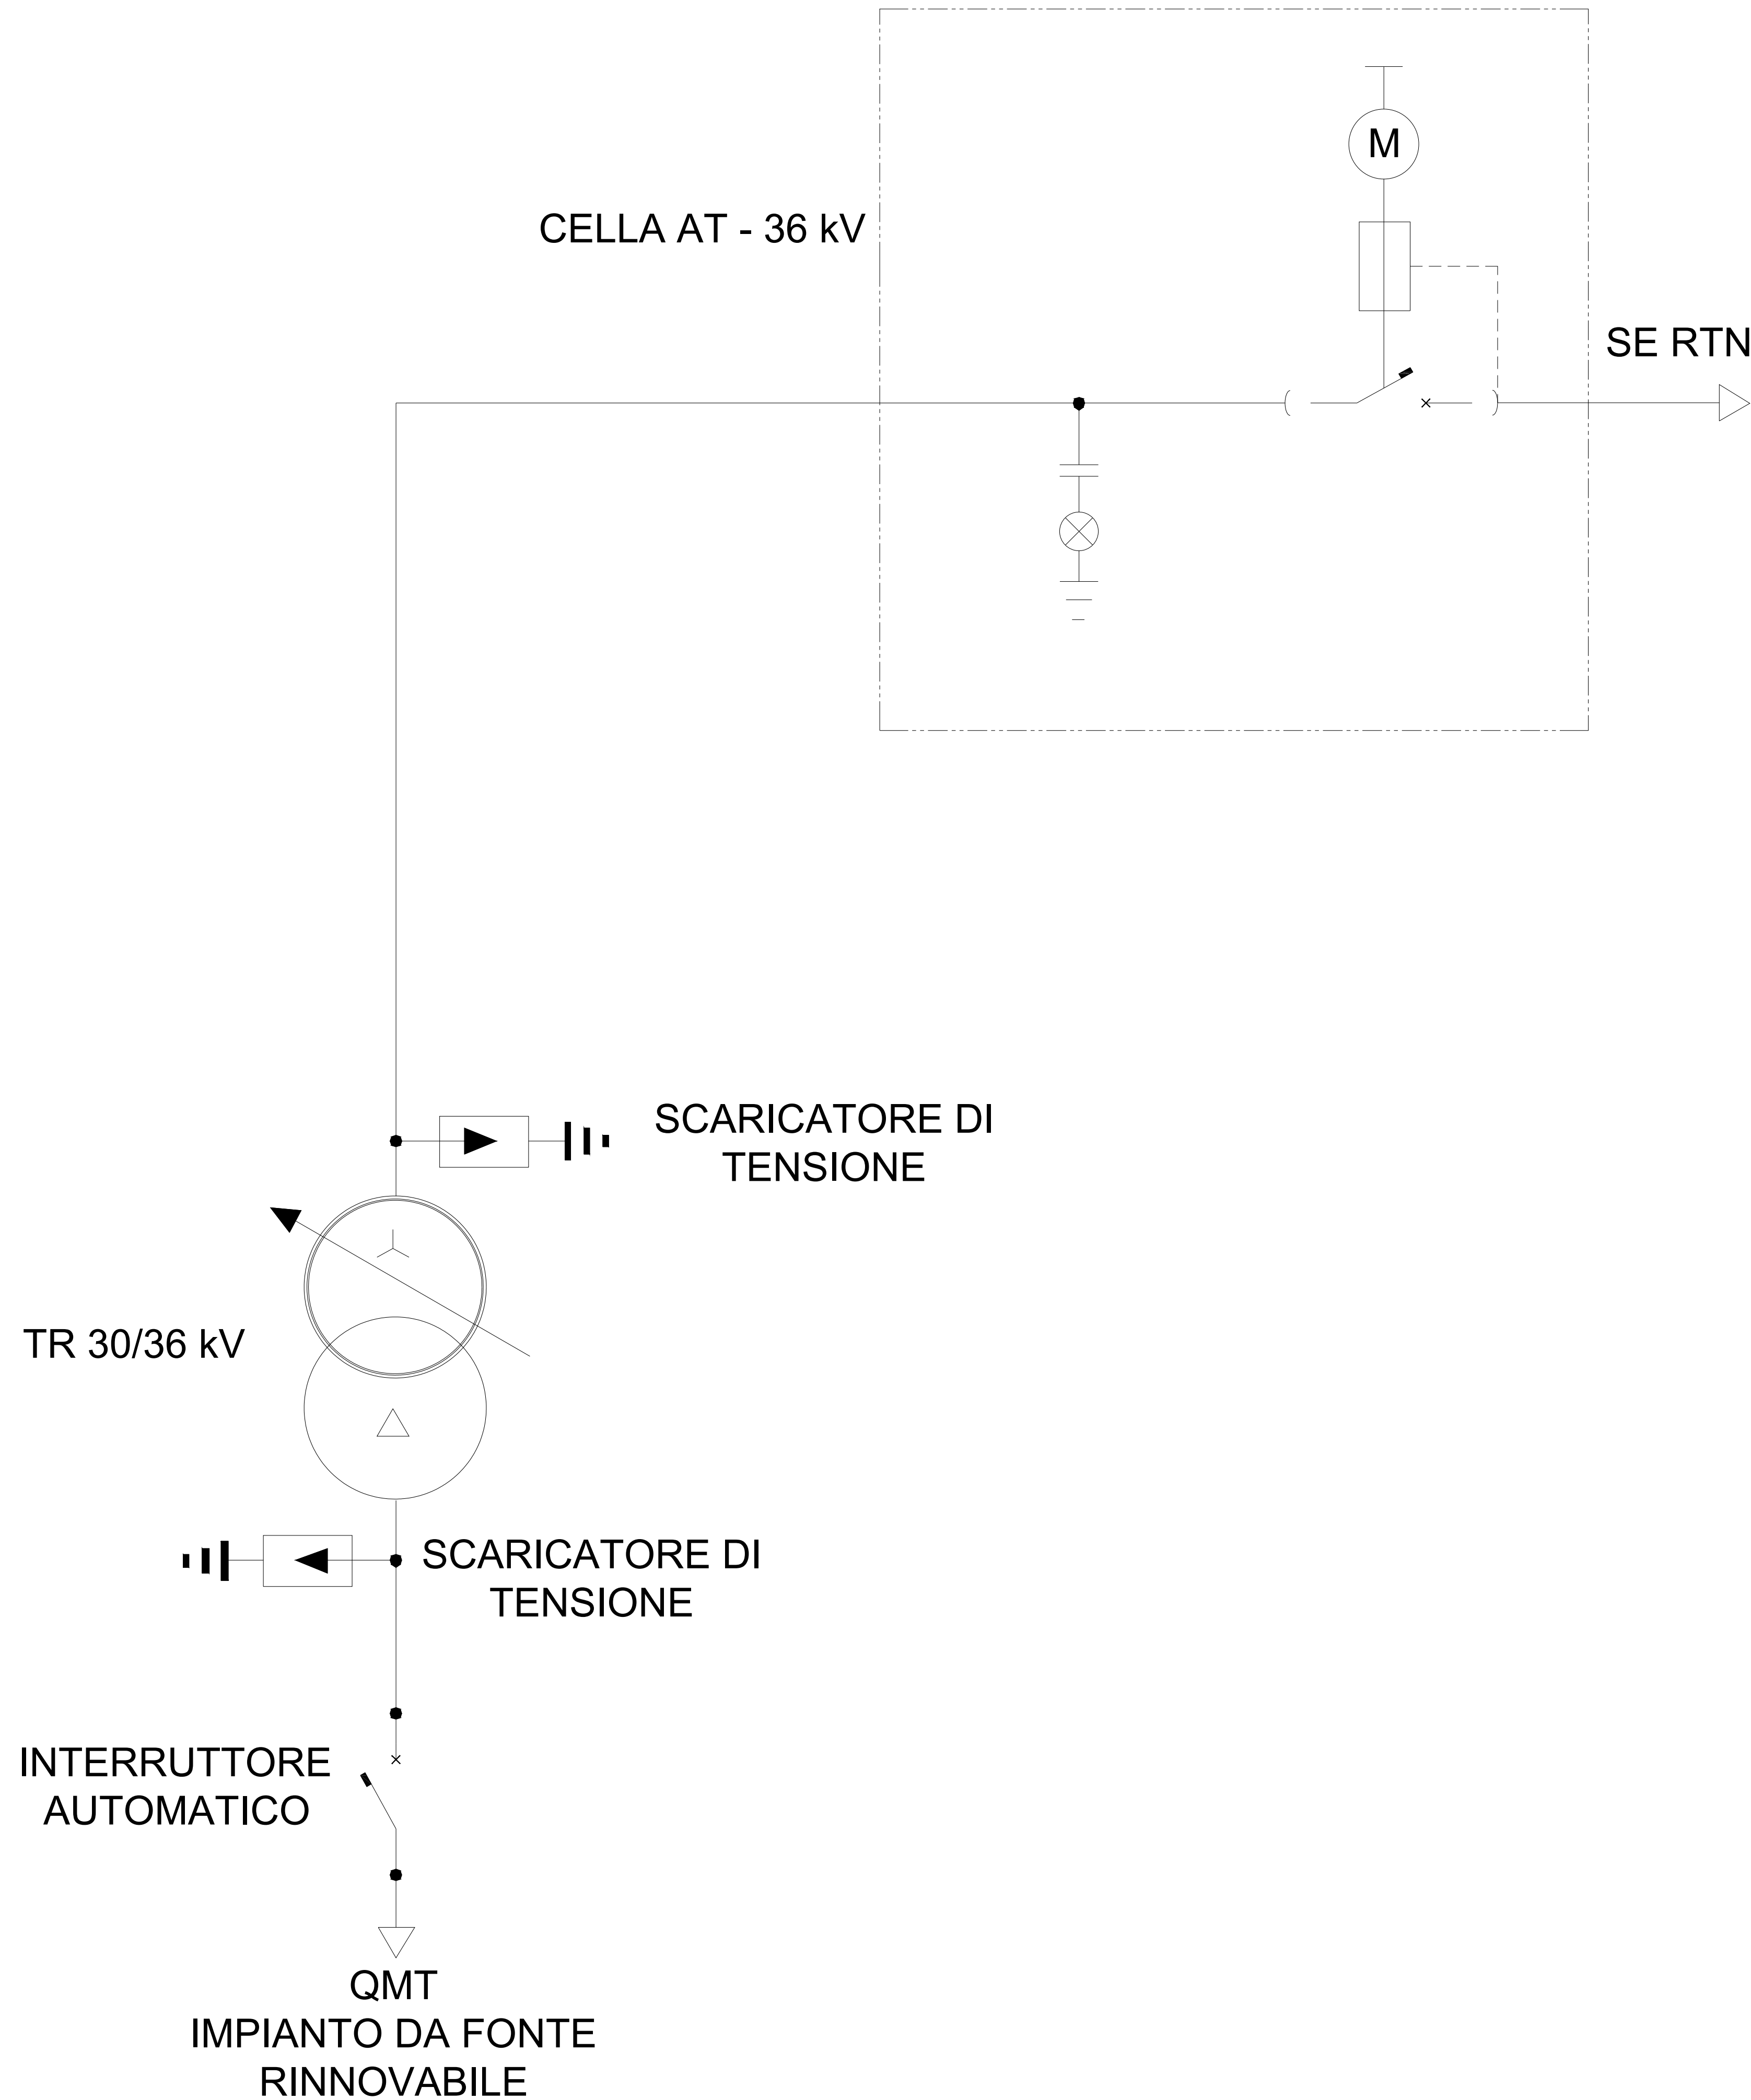 M
CELLA AT - 36 kV
SE RTN
SCARICATORE DI
TENSIONE
TR 30/36 kV
SCARICATORE DI
TENSIONE
INTERRUTTORE
AUTOMATICO
QMT
IMPIANTO DA FONTE
RINNOVABILE